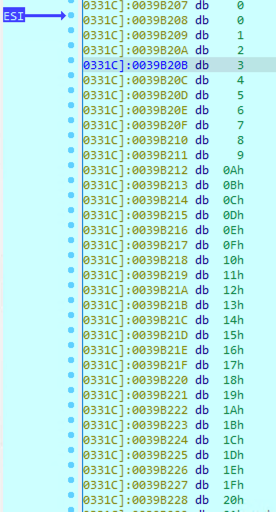 0331C]:0039B207 db 0
ESI 0331C]:0039B208 db 0
0331C]:0039B209 db 1
0331C]:0039B20A db 2
0331C]:0039B20B db 3
0331C]:0039B20C db 4
0331C]:0039B20D db 5
0331C]:0039B20E db 6
0331C]:0039B20F db 7
0331C]:0039B210 db 8
0331C]:0039B211 db 9
0331C]:0039B212 db 0Ah
0331C]:0039B213 db 0Bh
0331C]:0039B214 db 0Ch
0331C]:0039B215 db 0Dh
0331C]:0039B216 db 0Eh
0331C]:0039B217 db 0Fh
0331C]:0039B218 db 10h
0331C]:0039B219 db 11h
0331C]:0039B21A db 12h
0331C]:0039B21B db 13h
0331C]:0039B21C db 14h
0331C]:0039B21D db 15h
0331C]:0039B21E db 16h
0331C]:0039B21F db 17h
0331C]:0039B220 db 18h
0331C]:0039B221 db 19h
0331C]:0039B222 db 1Ah
0331C]:0039B223 db 1Bh
0331C]:0039B224 db 1Ch
0331C]:0039B225 db 1Dh
0331C]:0039B226 db 1Eh
0331C]:0039B227 db 1Fh
0331C]:0039B228 db 20h